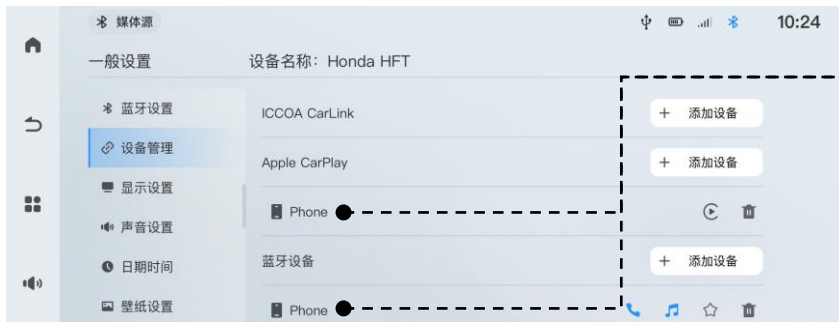 媒体源
10:24
一般设置
设备名称：Honda HFT
蓝牙设置
ICCOA CarLink
＋ 添加设备
设备管理
Apple CarPlay
＋ 添加设备
显示设置
Phone
声音设置
日期时间
蓝牙设备
＋ 添加设备
壁纸设置
Phone